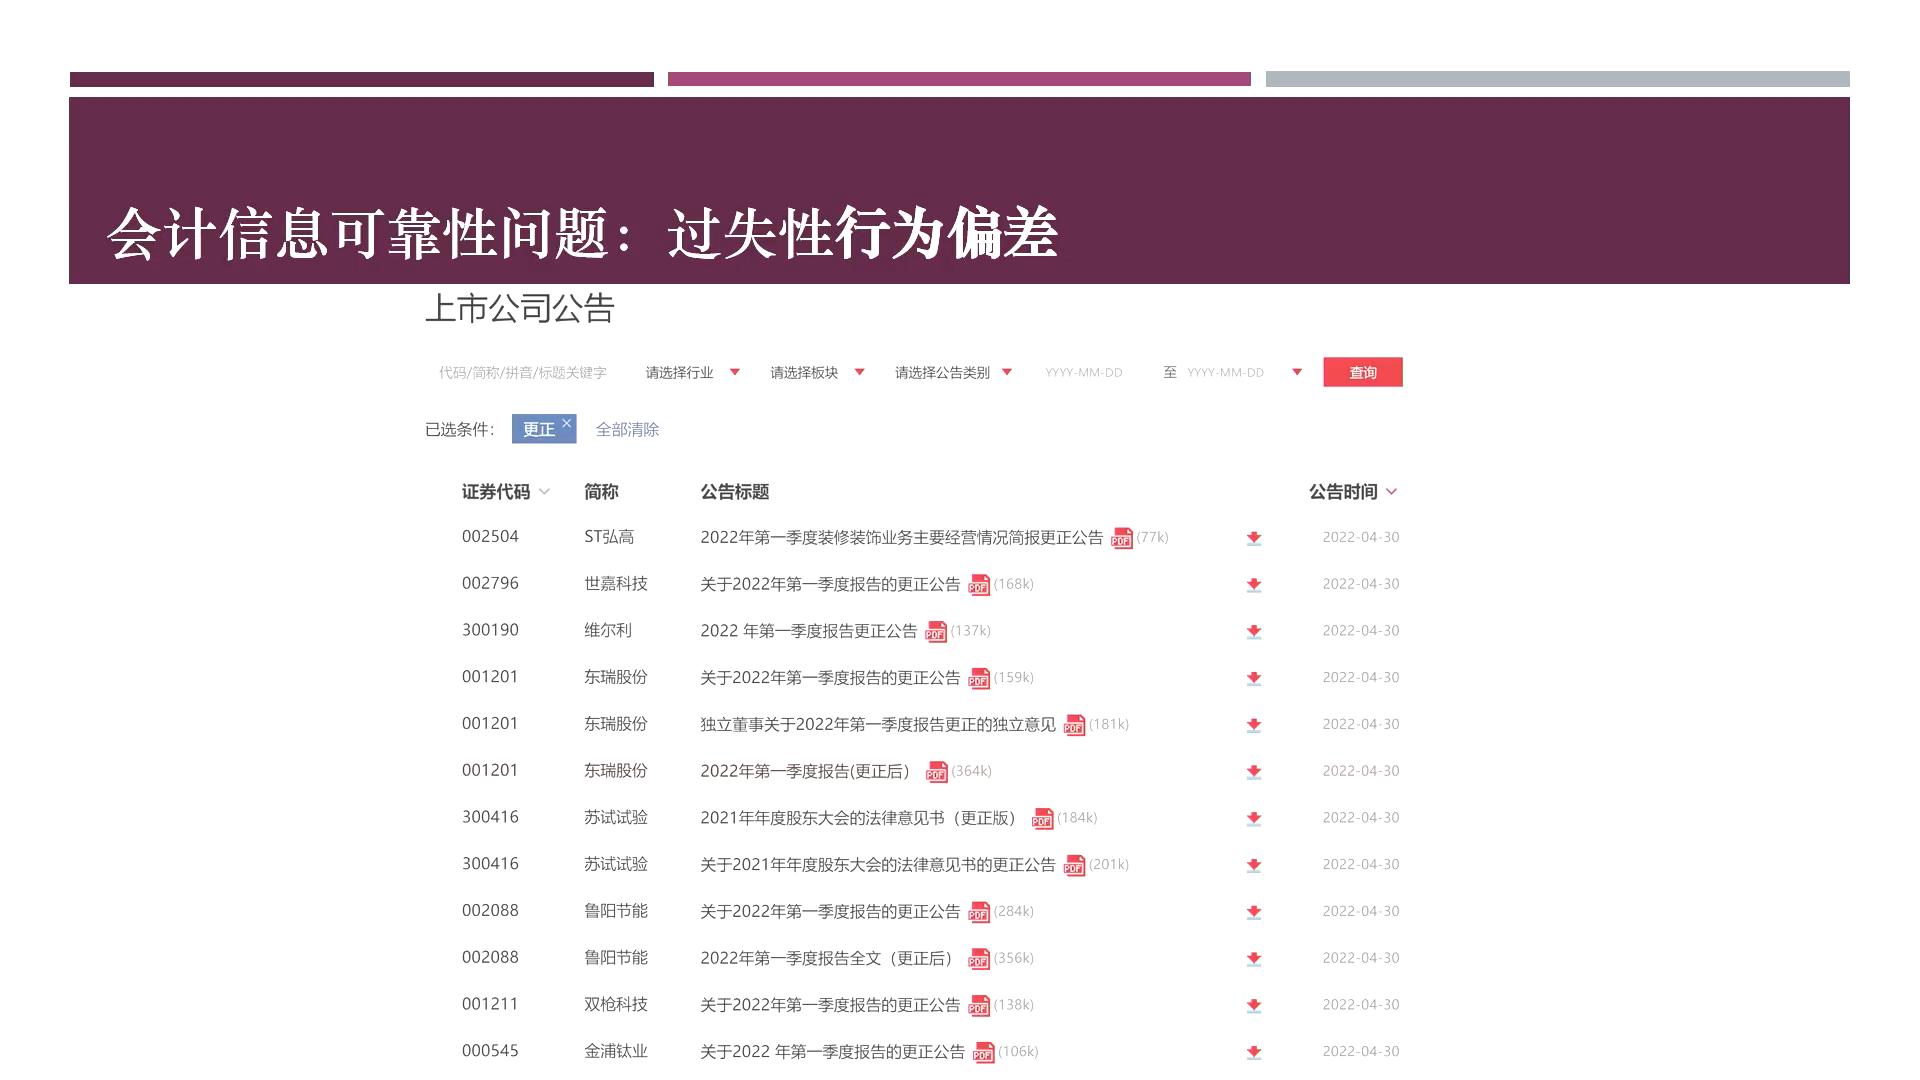 会计信息可靠性问题：过失性行为偏差
上市公司公告
代码/简称/拼音/标题关键字 请选择行业 请选择板块 请选择公告类别 YYYY-MM-DD 至 YYYY-MM-DD 查询
已选条件： 更正 × 全部清除
证券代码 简称 公告标题 公告时间
002504 ST弘高 2022年第一季度装修装饰业务主要经营情况简报更正公告 PDF (77k) 2022-04-30
002796 世嘉科技 关于2022年第一季度报告的更正公告 PDF (168k) 2022-04-30
300190 维尔利 2022 年第一季度报告更正公告 PDF (137k) 2022-04-30
001201 东瑞股份 关于2022年第一季度报告的更正公告 PDF (159k) 2022-04-30
001201 东瑞股份 独立董事关于2022年第一季度报告更正的独立意见 PDF (181k) 2022-04-30
001201 东瑞股份 2022年第一季度报告(更正后） PDF (364k) 2022-04-30
300416 苏试试验 2021年年度股东大会的法律意见书（更正版） PDF (184k) 2022-04-30
300416 苏试试验 关于2021年年度股东大会的法律意见书的更正公告 PDF (201k) 2022-04-30
002088 鲁阳节能 关于2022年第一季度报告的更正公告 PDF (284k) 2022-04-30
002088 鲁阳节能 2022年第一季度报告全文（更正后） PDF (356k) 2022-04-30
001211 双枪科技 关于2022年第一季度报告的更正公告 PDF (138k) 2022-04-30
000545 金浦钛业 关于2022 年第一季度报告的更正公告 PDF (106k) 2022-04-30